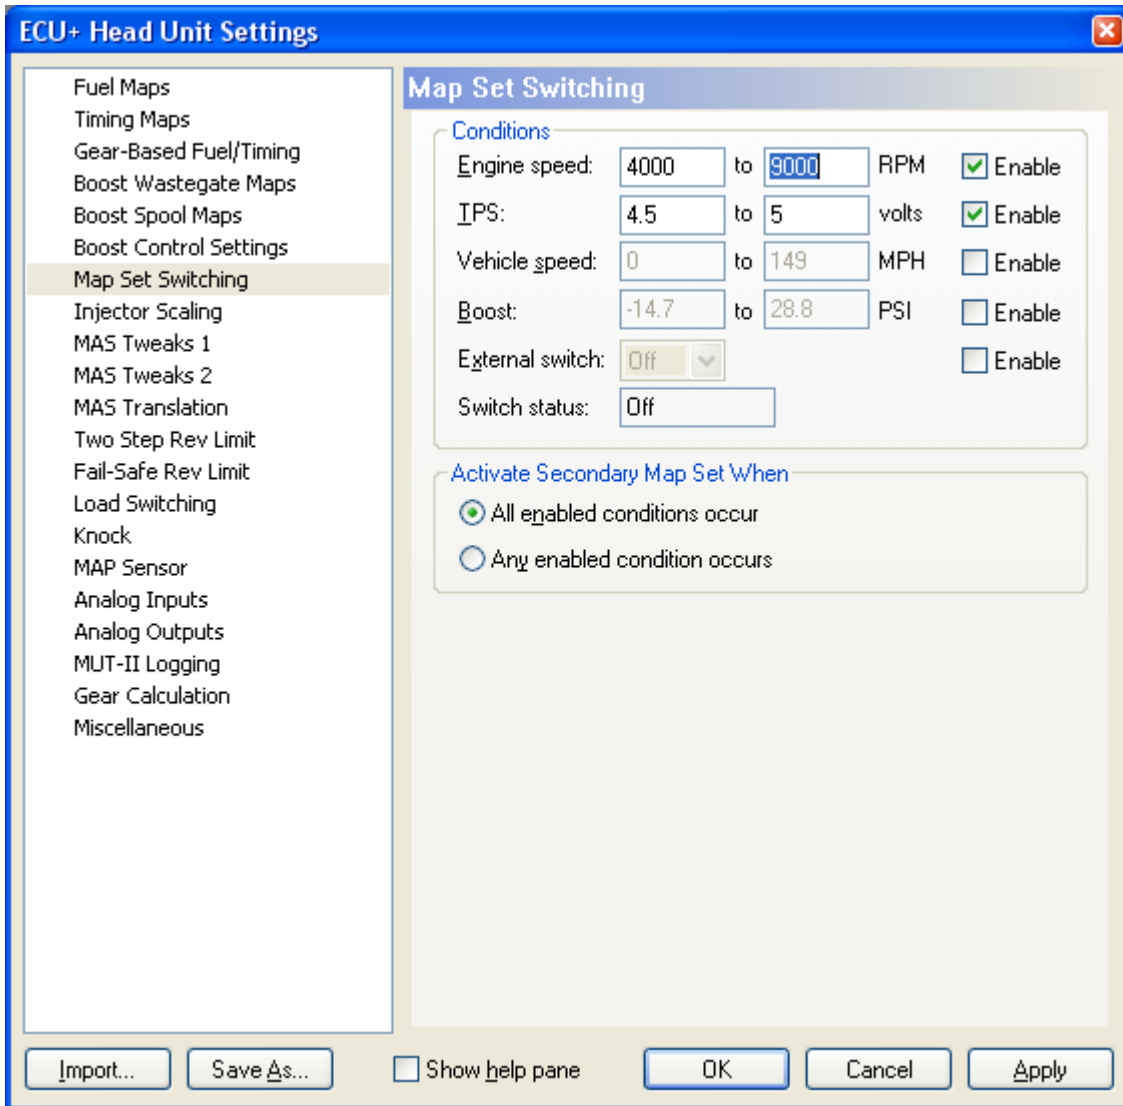 ECU+ Head Unit Settings
Fuel Maps
Timing Maps
Gear-Based Fuel/Timing
Boost Wastegate Maps
Boost Spool Maps
Boost Control Settings
Map Set Switching
Injector Scaling
MAS Tweaks 1
MAS Tweaks 2
MAS Translation
Two Step Rev Limit
Fail-Safe Rev Limit
Load Switching
Knock
MAP Sensor
Analog Inputs
Analog Outputs
MUT-II Logging
Gear Calculation
Miscellaneous
Map Set Switching
Conditions
Engine speed: 4000 to 9000 RPM Enable
TPS: 4.5 to 5 volts Enable
Vehicle speed: 0 to 149 MPH Enable
Boost: -14.7 to 28.8 PSI Enable
External switch: Off Enable
Switch status: Off
Activate Secondary Map Set When
All enabled conditions occur
Any enabled condition occurs
Import... Save As... Show help pane OK Cancel Apply